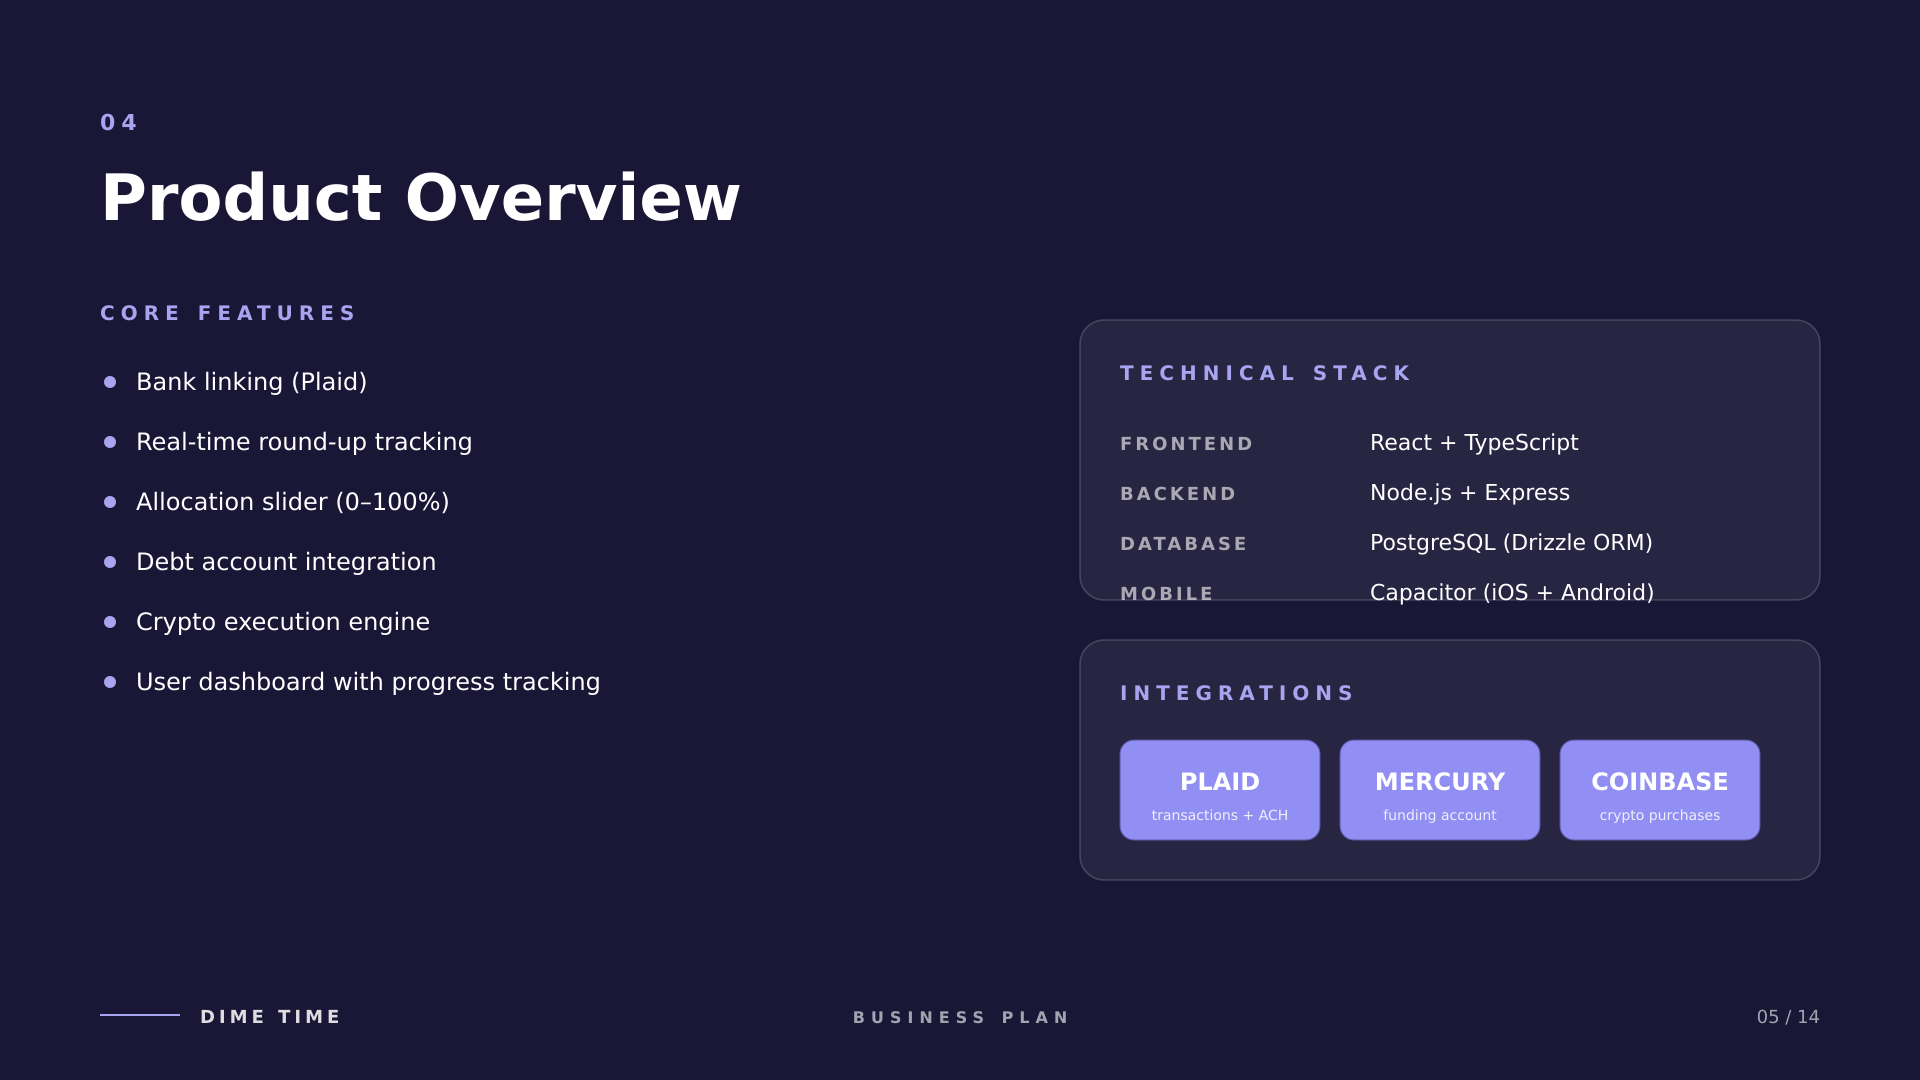 04
Product Overview
CORE FEATURES
Bank linking (Plaid)
Real-time round-up tracking
Allocation slider (0–100%)
Debt account integration
Crypto execution engine
User dashboard with progress tracking
TECHNICAL STACK
FRONTEND React + TypeScript
BACKEND Node.js + Express
DATABASE PostgreSQL (Drizzle ORM)
MOBILE Capacitor (iOS + Android)
INTEGRATIONS
PLAID
transactions + ACH
MERCURY
funding account
COINBASE
crypto purchases
DIME TIME
BUSINESS PLAN
05 / 14